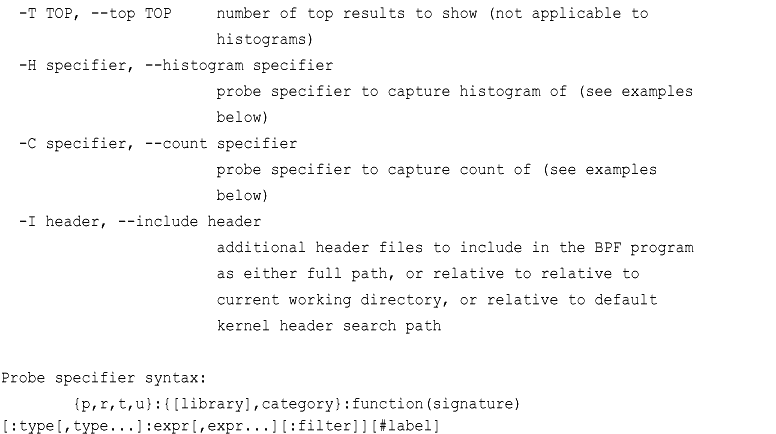 -T TOP, --top TOP number of top results to show (not applicable to
histograms)
-H specifier, --histogram specifier
probe specifier to capture histogram of (see examples
below)
-C specifier, --count specifier
probe specifier to capture count of (see examples
below)
-I header, --include header
additional header files to include in the BPF program
as either full path, or relative to relative to
current working directory, or relative to default
kernel header search path
Probe specifier syntax:
{p,r,t,u}:{[library],category}:function(signature)
[:type[,type...]:expr[,expr...][:filter]][#label]